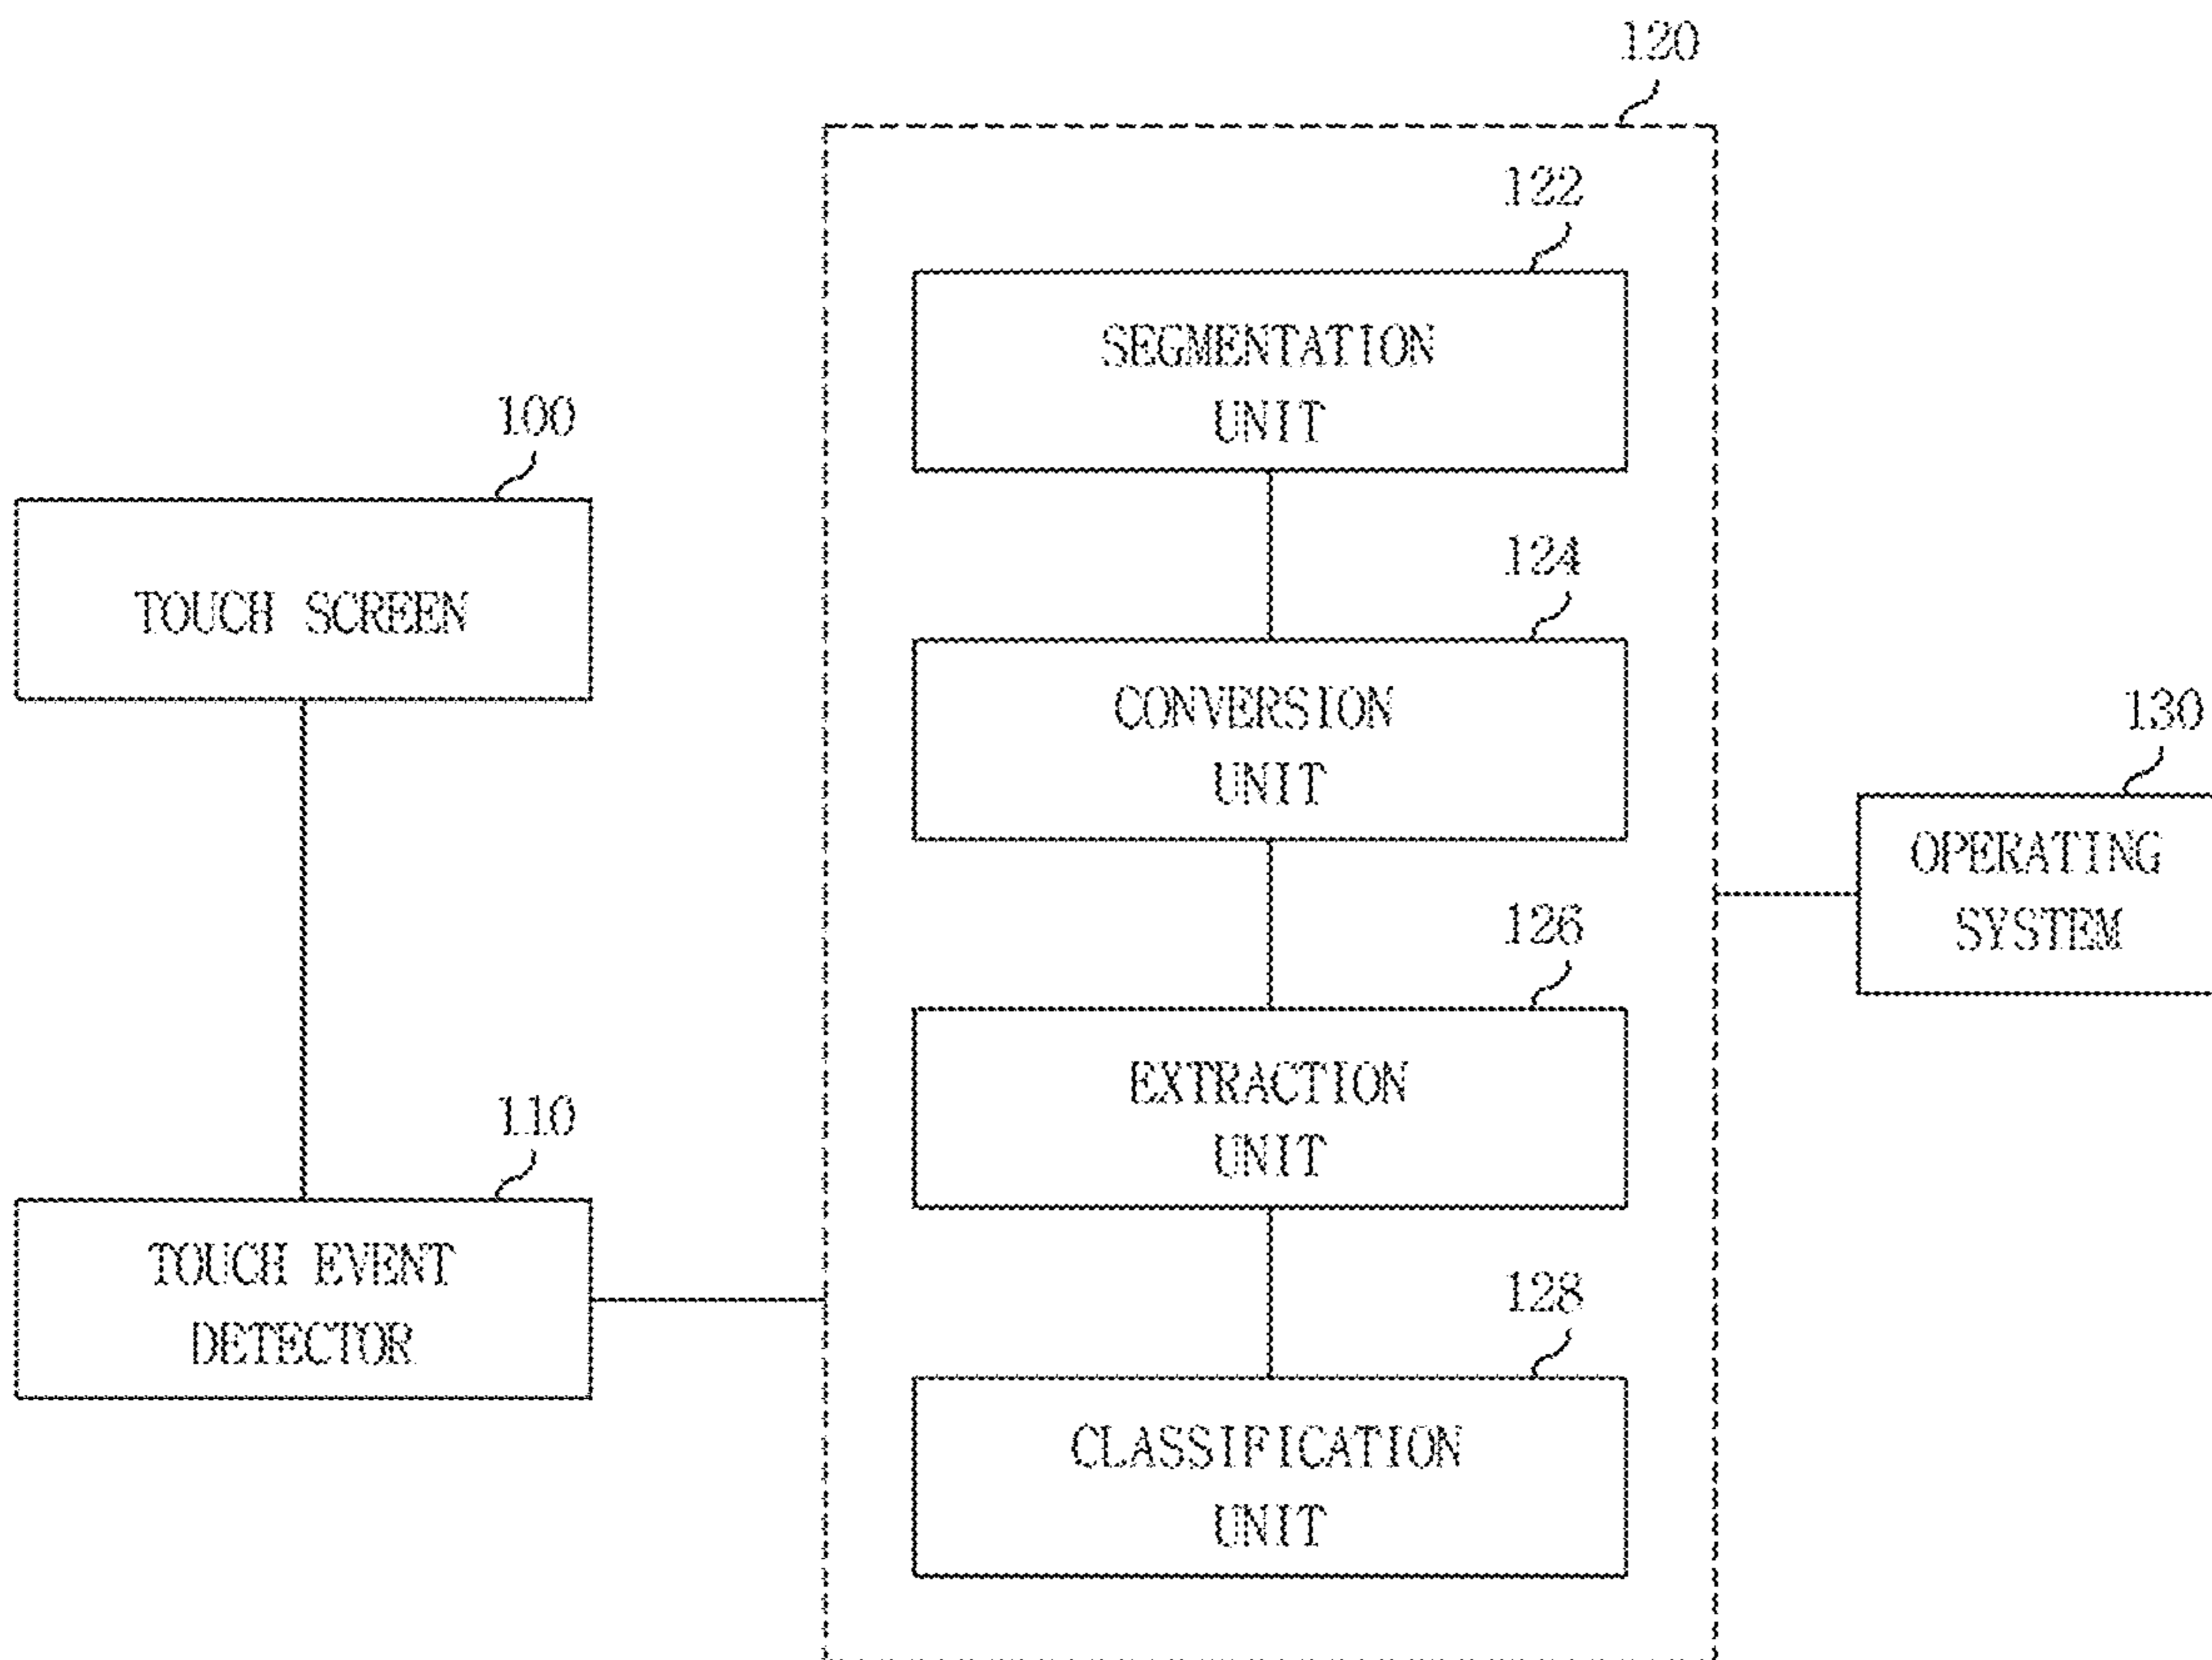 120
122
SEGMENTATION
UNIT
100
TOUCH SCREEN
124
CONVERSION
UNIT
130
OPERATING
SYSTEM
126
EXTRACTION
UNIT
110
TOUCH EVENT
DETECTOR
128
CLASSIFICATION
UNIT